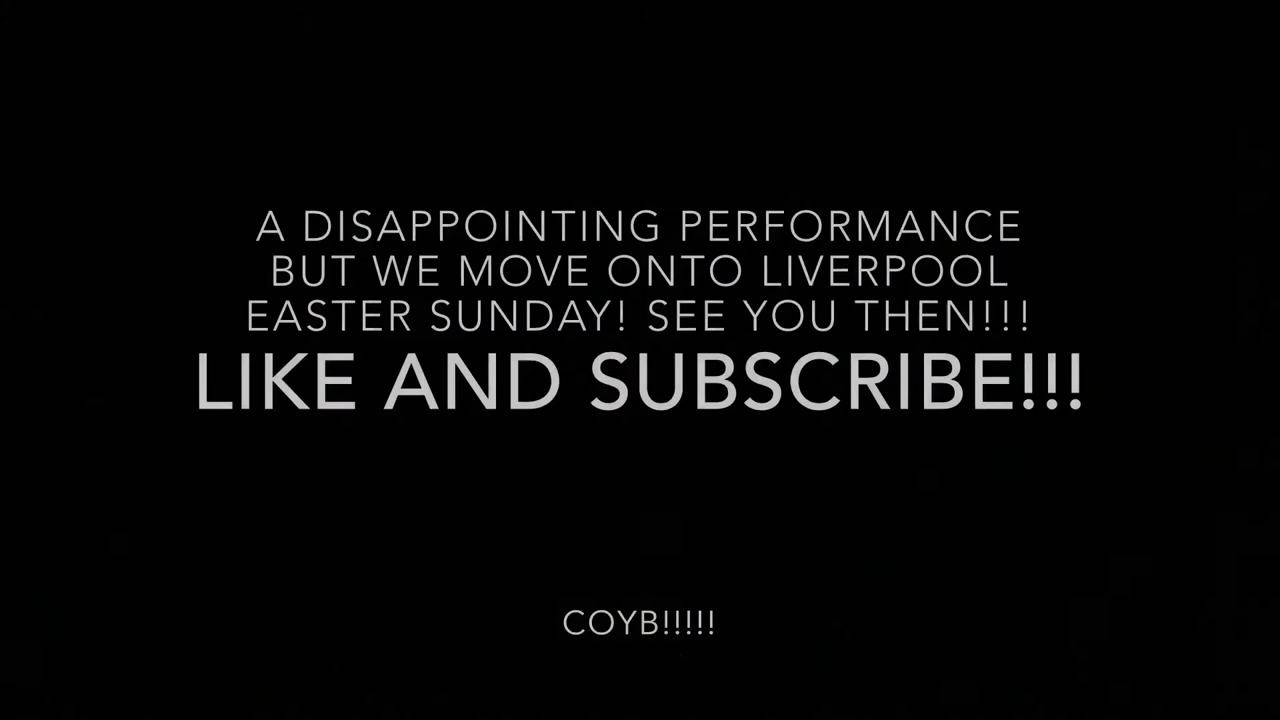 A DISAPPOINTING PERFORMANCE
BUT WE MOVE ONTO LIVERPOOL
EASTER SUNDAY! SEE YOU THEN!!!
LIKE AND SUBSCRIBE!!!
COYB!!!!!